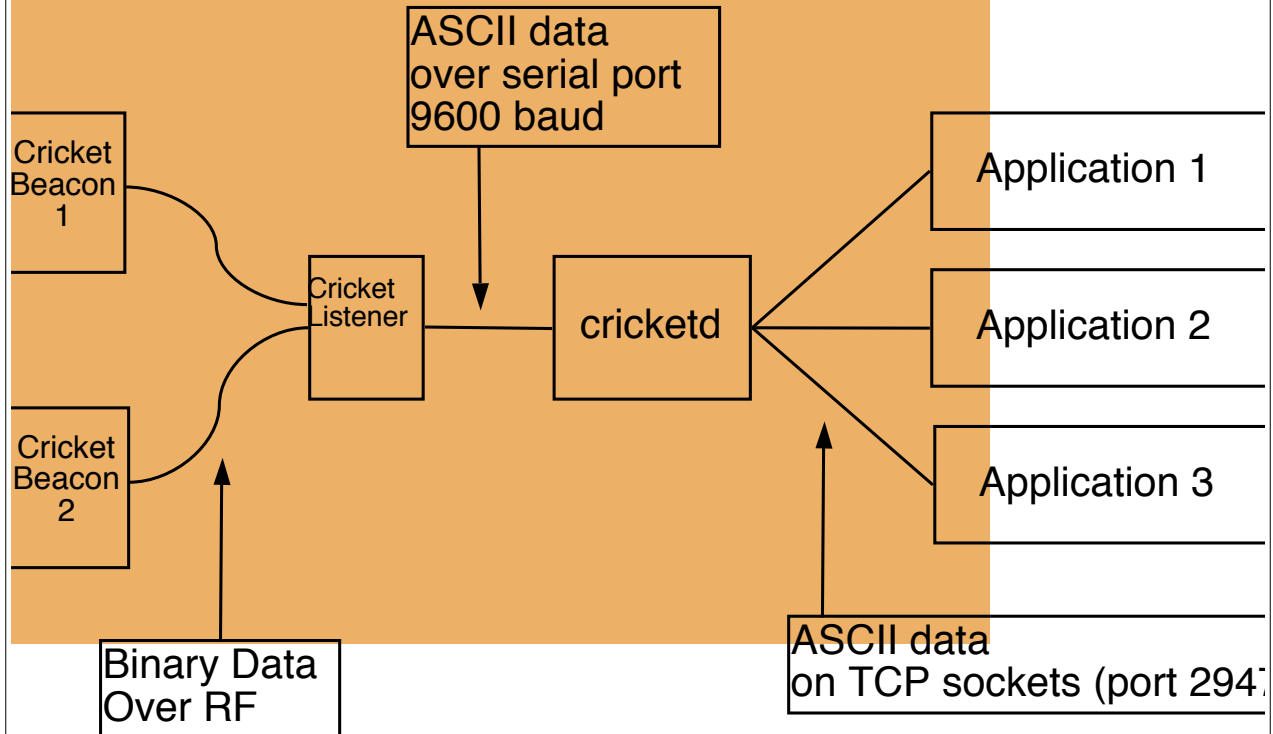 ASCII data
over serial port
9600 baud
Cricket
Beacon
1
Application 1
Cricket
Listener
cricketd
Application 2
Cricket
Beacon
2
Application 3
Binary Data
Over RF
ASCII data
on TCP sockets (port 2947